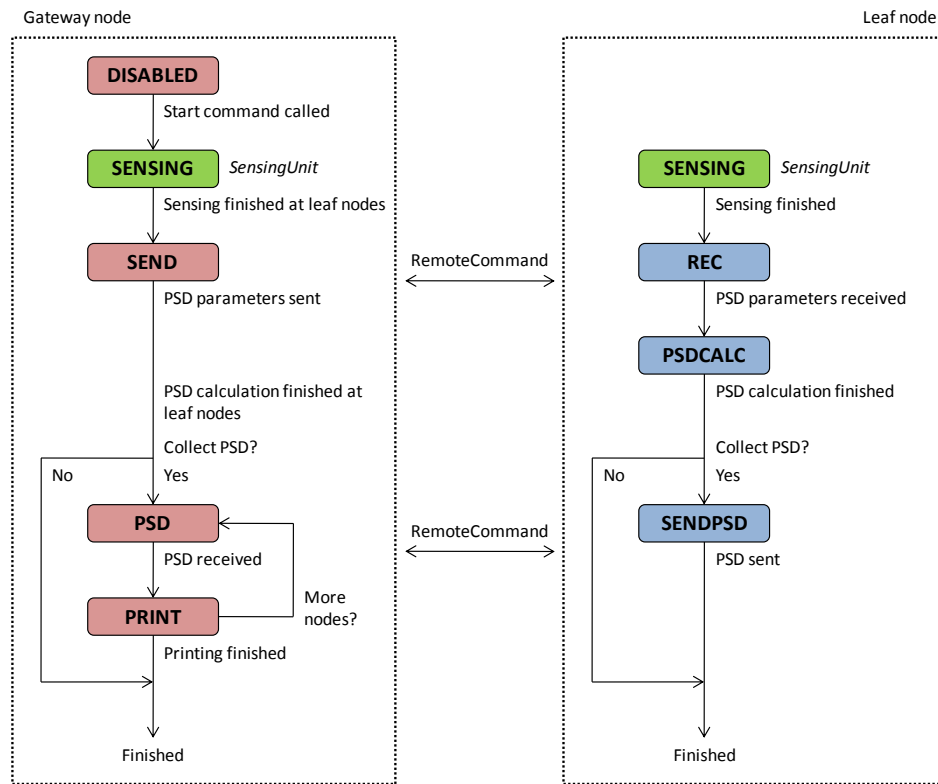 Gateway node
Leaf node
DISABLED
Start command called
SENSING
SensingUnit
Sensing finished at leaf nodes
SEND
PSD parameters sent
PSD calculation finished at
leaf nodes
Collect PSD?
No
Yes
PSD
PSD received
PRINT
More
nodes?
Printing finished
Finished
RemoteCommand
RemoteCommand
SENSING
SensingUnit
Sensing finished
REC
PSD parameters received
PSDCALC
PSD calculation finished
Collect PSD?
No
Yes
SENDPSD
PSD sent
Finished